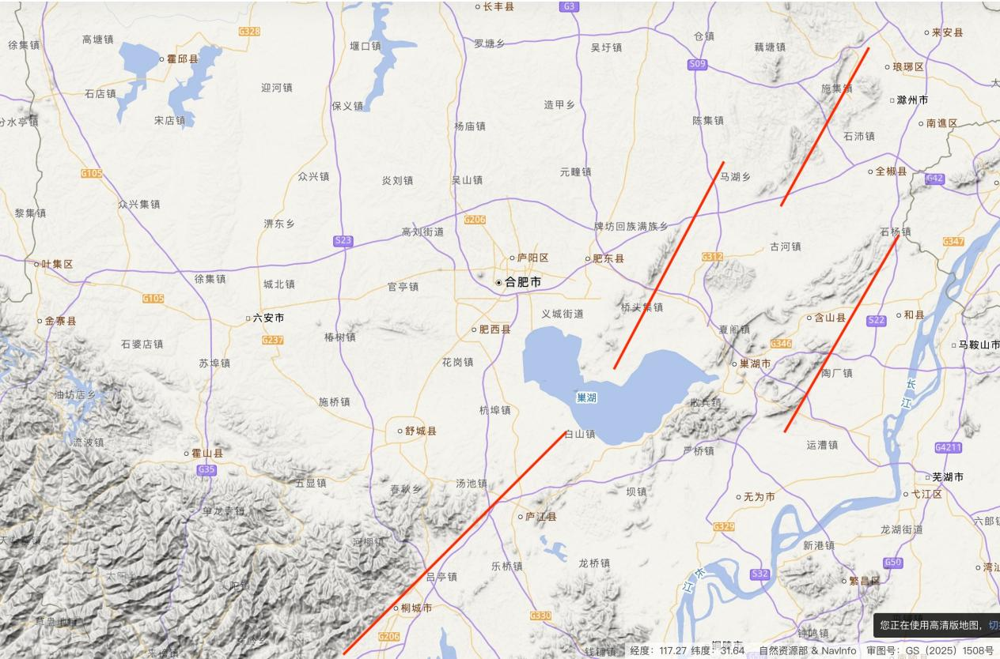 长丰县
G3
G328
仓镇
来安县
徐集镇
高塘镇
堰口镇
罗塘乡
吴圩镇
藕塘镇
霍邱县
S09
琅琊区
石店镇
迎河镇
施集镇
保义镇
造甲乡
滁州市
宋店镇
分水亭镇
杨庙镇
陈集镇
南谯区
石沛镇
G105
众兴镇
炎刘镇
吴山镇
元疃镇
马湖乡
全椒县
G42
众兴集镇
黎集镇
淠东乡
高刘街道
G206
牌坊回族满族乡
石杨镇
S23
G347
叶集区
庐阳区
肥东县
G312
古河镇
徐集镇
城北镇
官亭镇
合肥市
G105
桥头集镇
金寨县
六安市
义城街道
含山县
S22
和县
肥西县
夏阁镇
石婆店镇
G237
椿树镇
G346
马鞍山市
苏埠镇
花岗镇
巢湖市
陶厂镇
油坊店乡
巢湖
长
江
施桥镇
杭埠镇
散兵镇
流波镇
舒城县
白山镇
严桥镇
运漕镇
霍山县
G4211
G35
五显镇
春秋乡
汤池镇
坝镇
芜湖市
无为市
弋江区
单龙寺镇
庐江县
六郎镇
G329
龙湖街道
河棚镇
新港镇
乐桥镇
龙桥镇
G50
吕亭镇
S32
长
江
繁昌区
桐城市
G330
G206
您正在使用高清版地图，切
钟鸣镇
钱铺镇
经度：117.27 纬度：31.64 自然资源部 & NavInfo 审图号：GS（2025）1508号